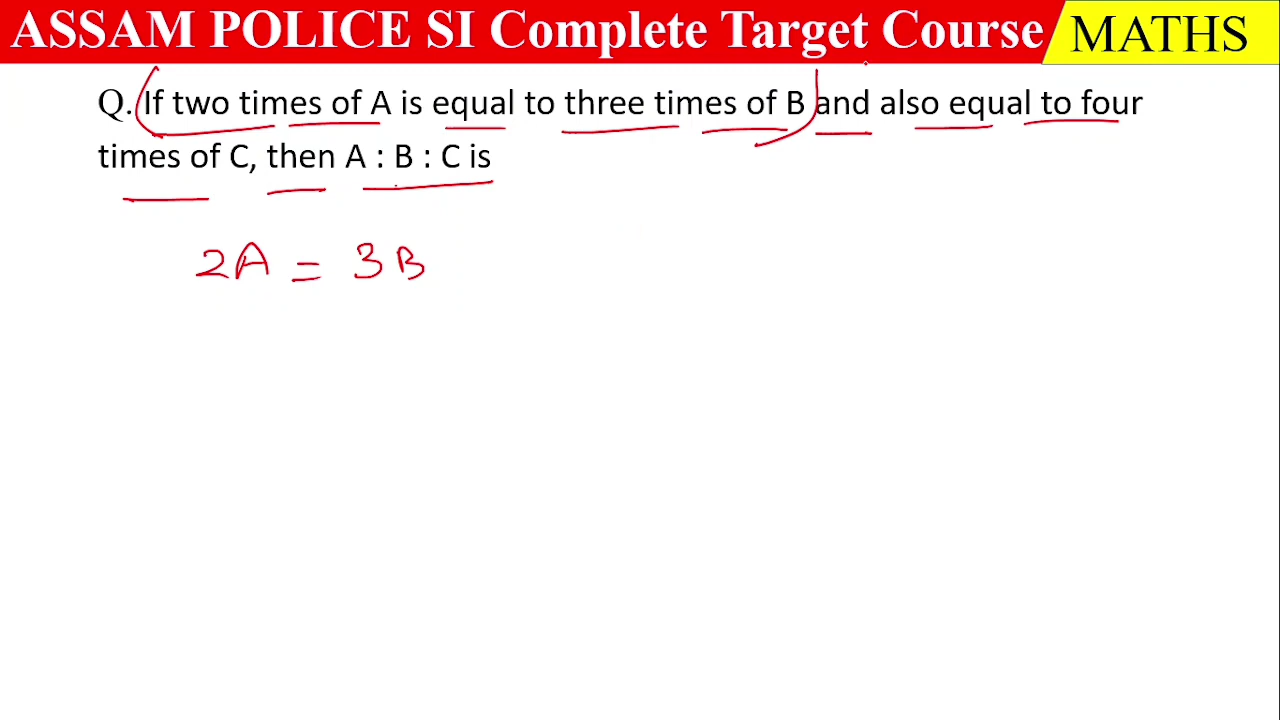 ASSAM POLICE SI Complete Target Course MATHS
Q. If two times of A is equal to three times of B and also equal to four
times of C, then A : B : C is
2A = 3B